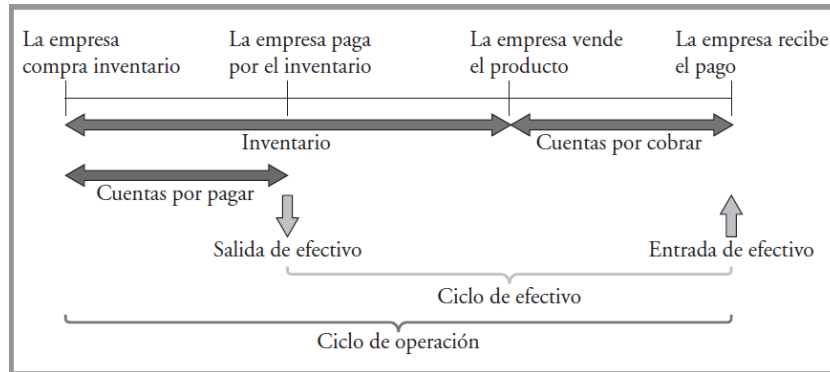 La empresa
compra inventario
La empresa paga
por el inventario
La empresa vende
el producto
La empresa recibe
el pago
Inventario
Cuentas por cobrar
Cuentas por pagar
Salida de efectivo
Entrada de efectivo
Ciclo de efectivo
Ciclo de operación